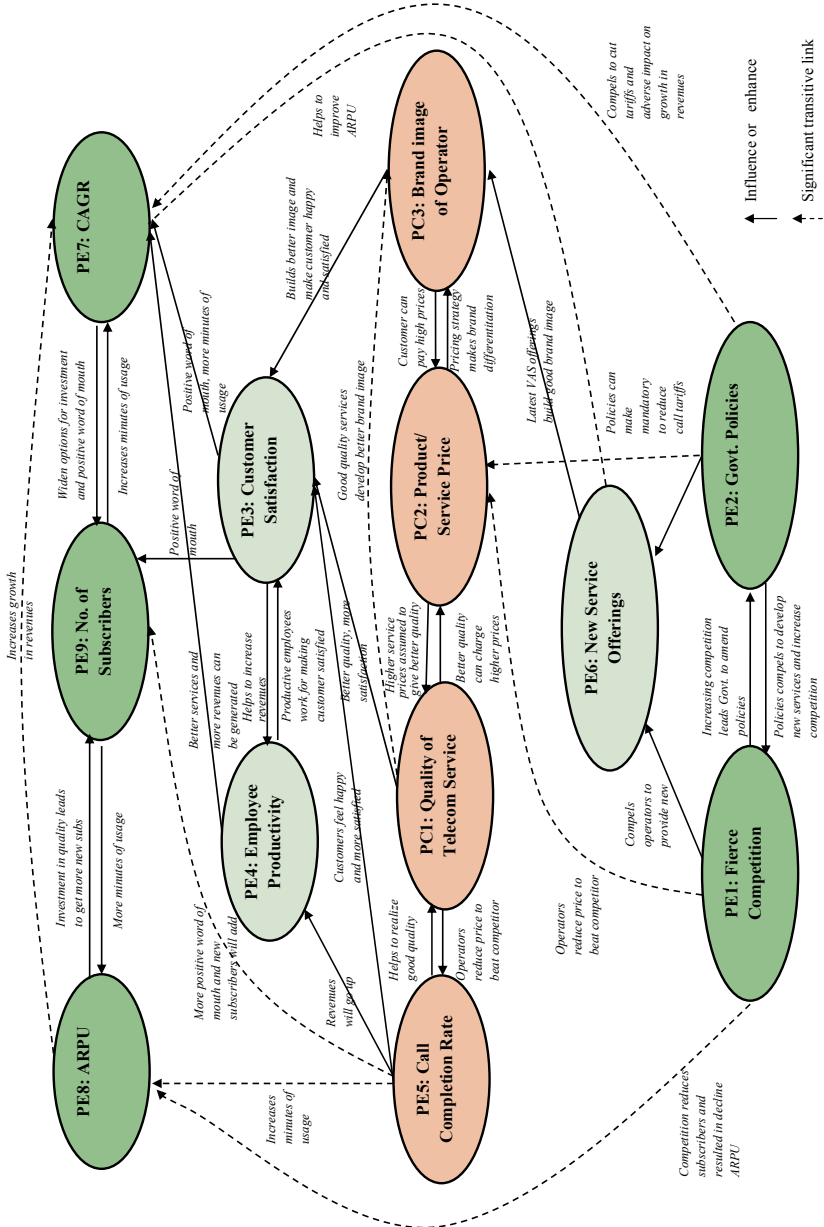 Increases growth
in revenues
PE8: ARPU
Investment in quality leads
to get more new subs
More minutes of usage
PE9: No. of
Subscribers
Widen options for investment
and positive word of mouth
Increases minutes of usage
PE7: CAGR
More positive word of
mouth and new
subscribers will add
Better services and
more revenues can
be generated
Positive word of
mouth
Positive word of
mouth, more minutes of
usage
Helps to
improve
ARPU
PE4: Employee
Productivity
Helps to increase
revenues
Productive employees
work for making
customer satisfied
PE3: Customer
Satisfaction
Builds better image and
make customer happy
and satisfied
Increases
minutes of
usage
Revenues
will go up
Customers feel happy
and more satisfied
Better quality, more
satisfaction
Good quality services
develop better brand image
PE5: Call
Completion Rate
Helps to realize
good quality
Operators
reduce price to
beat competitor
PC1: Quality of
Telecom Service
Higher service
prices assumed to
give better quality
Better quality
can charge
higher prices
PC2: Product/
Service Price
Customer can
pay high prices
Pricing strategy
makes brand
differentitation
PC3: Brand image
of Operator
Latest VAS offerings
build good brand image
Operators
reduce price to
beat competitor
Compels
operators to
provide new
PE6: New Service
Offerings
Policies can
make
mandatory
to reduce
call tariffs
Compels to cut
tariffs and
adverse impact on
growth in
revenues
Competition reduces
subscribers and
resulted in decline
ARPU
PE1: Fierce
Competition
Increasing competition
leads Govt. to amend
policies
Policies compels to develop
new services and increase
competition
PE2: Govt. Policies
Influence or enhance
Significant transitive link